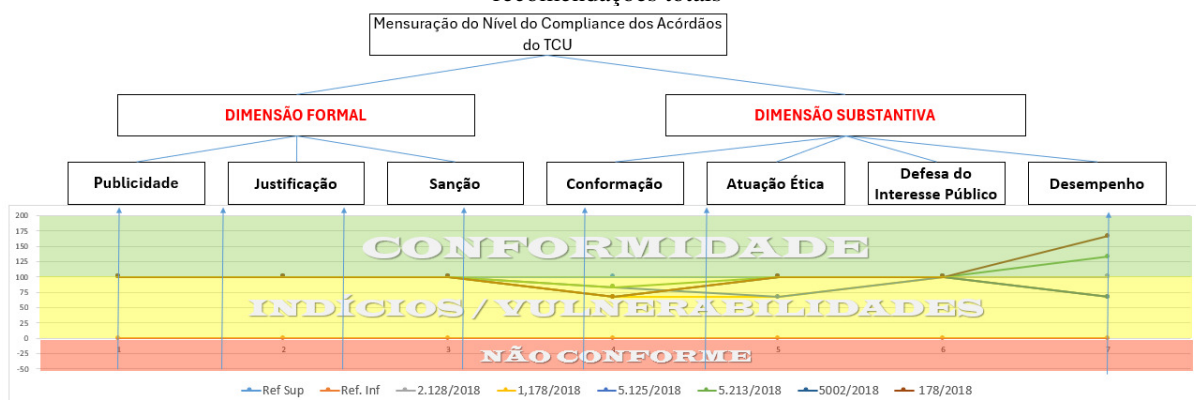 recomendações totais
Mensuração do Nível do Compliance dos Acórdãos
do TCU
DIMENSÃO FORMAL
DIMENSÃO SUBSTANTIVA
Publicidade
Justificação
Sanção
Conformação
Atuação Ética
Defesa do
Interesse Público
Desempenho
200
175
150
125
100
75
50
25
0
-25
-50
CONFORMIDADE
INDÍCIOS/VULNERABILIDADES
NÃO CONFORME
1 2 3 4 5 6 7
Ref Sup Ref. Inf 2.128/2018 1,178/2018 5.125/2018 5.213/2018 5002/2018 178/2018